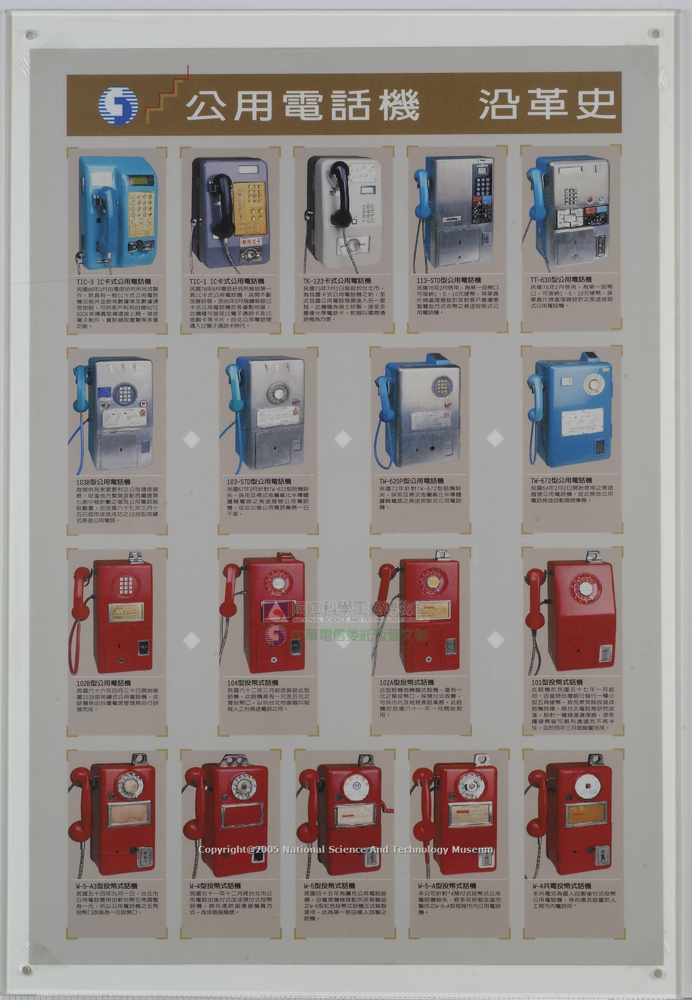 公用電話機 沿革史
TIC-3 IC卡式公用電話機
民國88年3月由電信研究所完成製
作，除具有一般IC卡式公用電話
機功能外並設有數據埠及數據通
信按鈕，可供客戶利用自備NOTE
BOOK或傳真設備連接上網，送收
電子郵件、資訊擷取瀏覽等多重
功能。
TIC-1 IC卡式公用電話機
民國78年8月電信研究所裝設第一
具IC卡式公用電話機；其間不斷
改善研發，至85年9月陸續裝設IC
卡式公用電話機於各重點地區，
此機種可接受IC電子通話卡及IC
金融卡等卡片，自此公用電話便
邁入IC電子通話卡時代。
TK-123卡式公用電話機
民國73年7月1日裝設於台北市，
為我國卡式公用電話機之始，至
此我國公用電話發展進入另一里
程；此機種為瑞士研製，接受全
圖像光學電話卡，對撥叫國際通
話極為方便。
113-STD型公用電話機
民國76年2月啓用，為單一投幣口
可接納1、5、10元硬幣，採單晶
片微處理器設計及對客戶最優惠
智慧型方式收幣之長途按鈕式公
用電話機。
TT-630型公用電話機
民國76年2月啓用，為單一投幣
口，可接納1、5、10元硬幣，採
單晶片微處理器設計之長途按鈕
式公用電話機。
103B型公用電話機
為提供民眾更便利之公用通信服
務，促進地方繁榮及配合電信第
七期中程計劃之普及公用電話裝
設數量，於民國六十七年三月十
五日起用改良成功之103B型按鍵
式長途公用電話。
103-STD型公用電話機
民國67年3月針對TW-672型話機缺
失，採用互補式金屬氧化半導體
邏輯電路之長途撥號公用電話
機，從此以後公用電話業務一日
千里。
TW-620P型公用電話機
民國71年針對TW-672型話機缺
失，採用互補式金屬氧化半導體
邏輯電路之長途按鈕式公用電話
機。
TW-672型公用電話機
民國64年2月2日開始啓用之長途
撥號公用電話機，從此開放公用
電話長途自動撥號業務。
102B型公用電話機
民國六十六年四月三十日開始裝
置102B型按鍵式公用電話機，此
話機係由台灣電信管理局自行研
發而成。
104型投幣式話機
民國六十二年三月起改裝設此型
話機，此話機具有一元及五元之
雙投幣口，以供台北地區撥叫短
程人工台長途電話之用。
102A型投幣式話機
此型話機為轉盤式話機，僅有一
元之單投幣口，採預付式收費，
可供市內及短程長話業務。此話
機於民國六十一年一月開始起
用。
101型投幣式話機
此話機於民國五十七年一月起
用。因當時台灣銀行發行一種小
型五角硬幣，致民眾常誤投造成
話機故障，經台北電話局研究改
進，設計一種錢道選擇器，使各
種硬幣皆可順利通過而不再卡
住，並於同年三月底裝置完成。
國立科學工藝博物館
NATIONAL SCIENCE AND TECHNOLOGY MUSEUM
中華電信委託暫管文物
W-5-A3型投幣式話機
民國五十四年九月一日，台北市
公用電話費用由新台幣五角調整
為一元，所以公用電話之五角
投幣口改裝為一元投幣口。
W-4型投幣式話機
民國五十一年十二月將台北市公
用電話由後付式改成預付式投幣
話機，將先搖鈴接通值機員方
式，改成直接撥號。
W-5型投幣式話機
民國四十五年為擴充公用電話設
備，由電信機械修配所改裝製造
之W-5型紅色投幣式話機正式裝設
使用，此為第一部由國人自製之
話機。
W-5-A型投幣式話機
本公司針對#4預付式投幣式公用
電話機缺失，經多次研發改進而
製作之W-5-A型短程市內公用電話
機。
W-4共電投幣式話機
本共電式為國人自製後付式投幣
公用電話機，係供應及設置於人
工局市內電話用。
Copyright@2005 National Science And Technology Museum